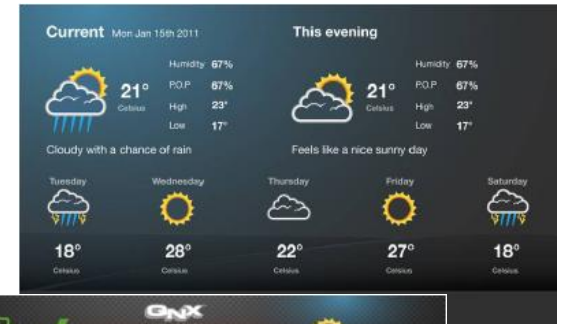 Current Mon Jan 15th 2011
Humidity 67%
21° P.O.P 67%
Celsius High 23°
Low 17°
Cloudy with a chance of rain
This evening
Humidity 67%
21° P.O.P 67%
Celsius High 23°
Low 17°
Feels like a nice sunny day
Tuesday Wednesday Thursday Friday Saturday
18° 28° 22° 27° 18°
Celsius Celsius Celsius Celsius Celsius
QNX